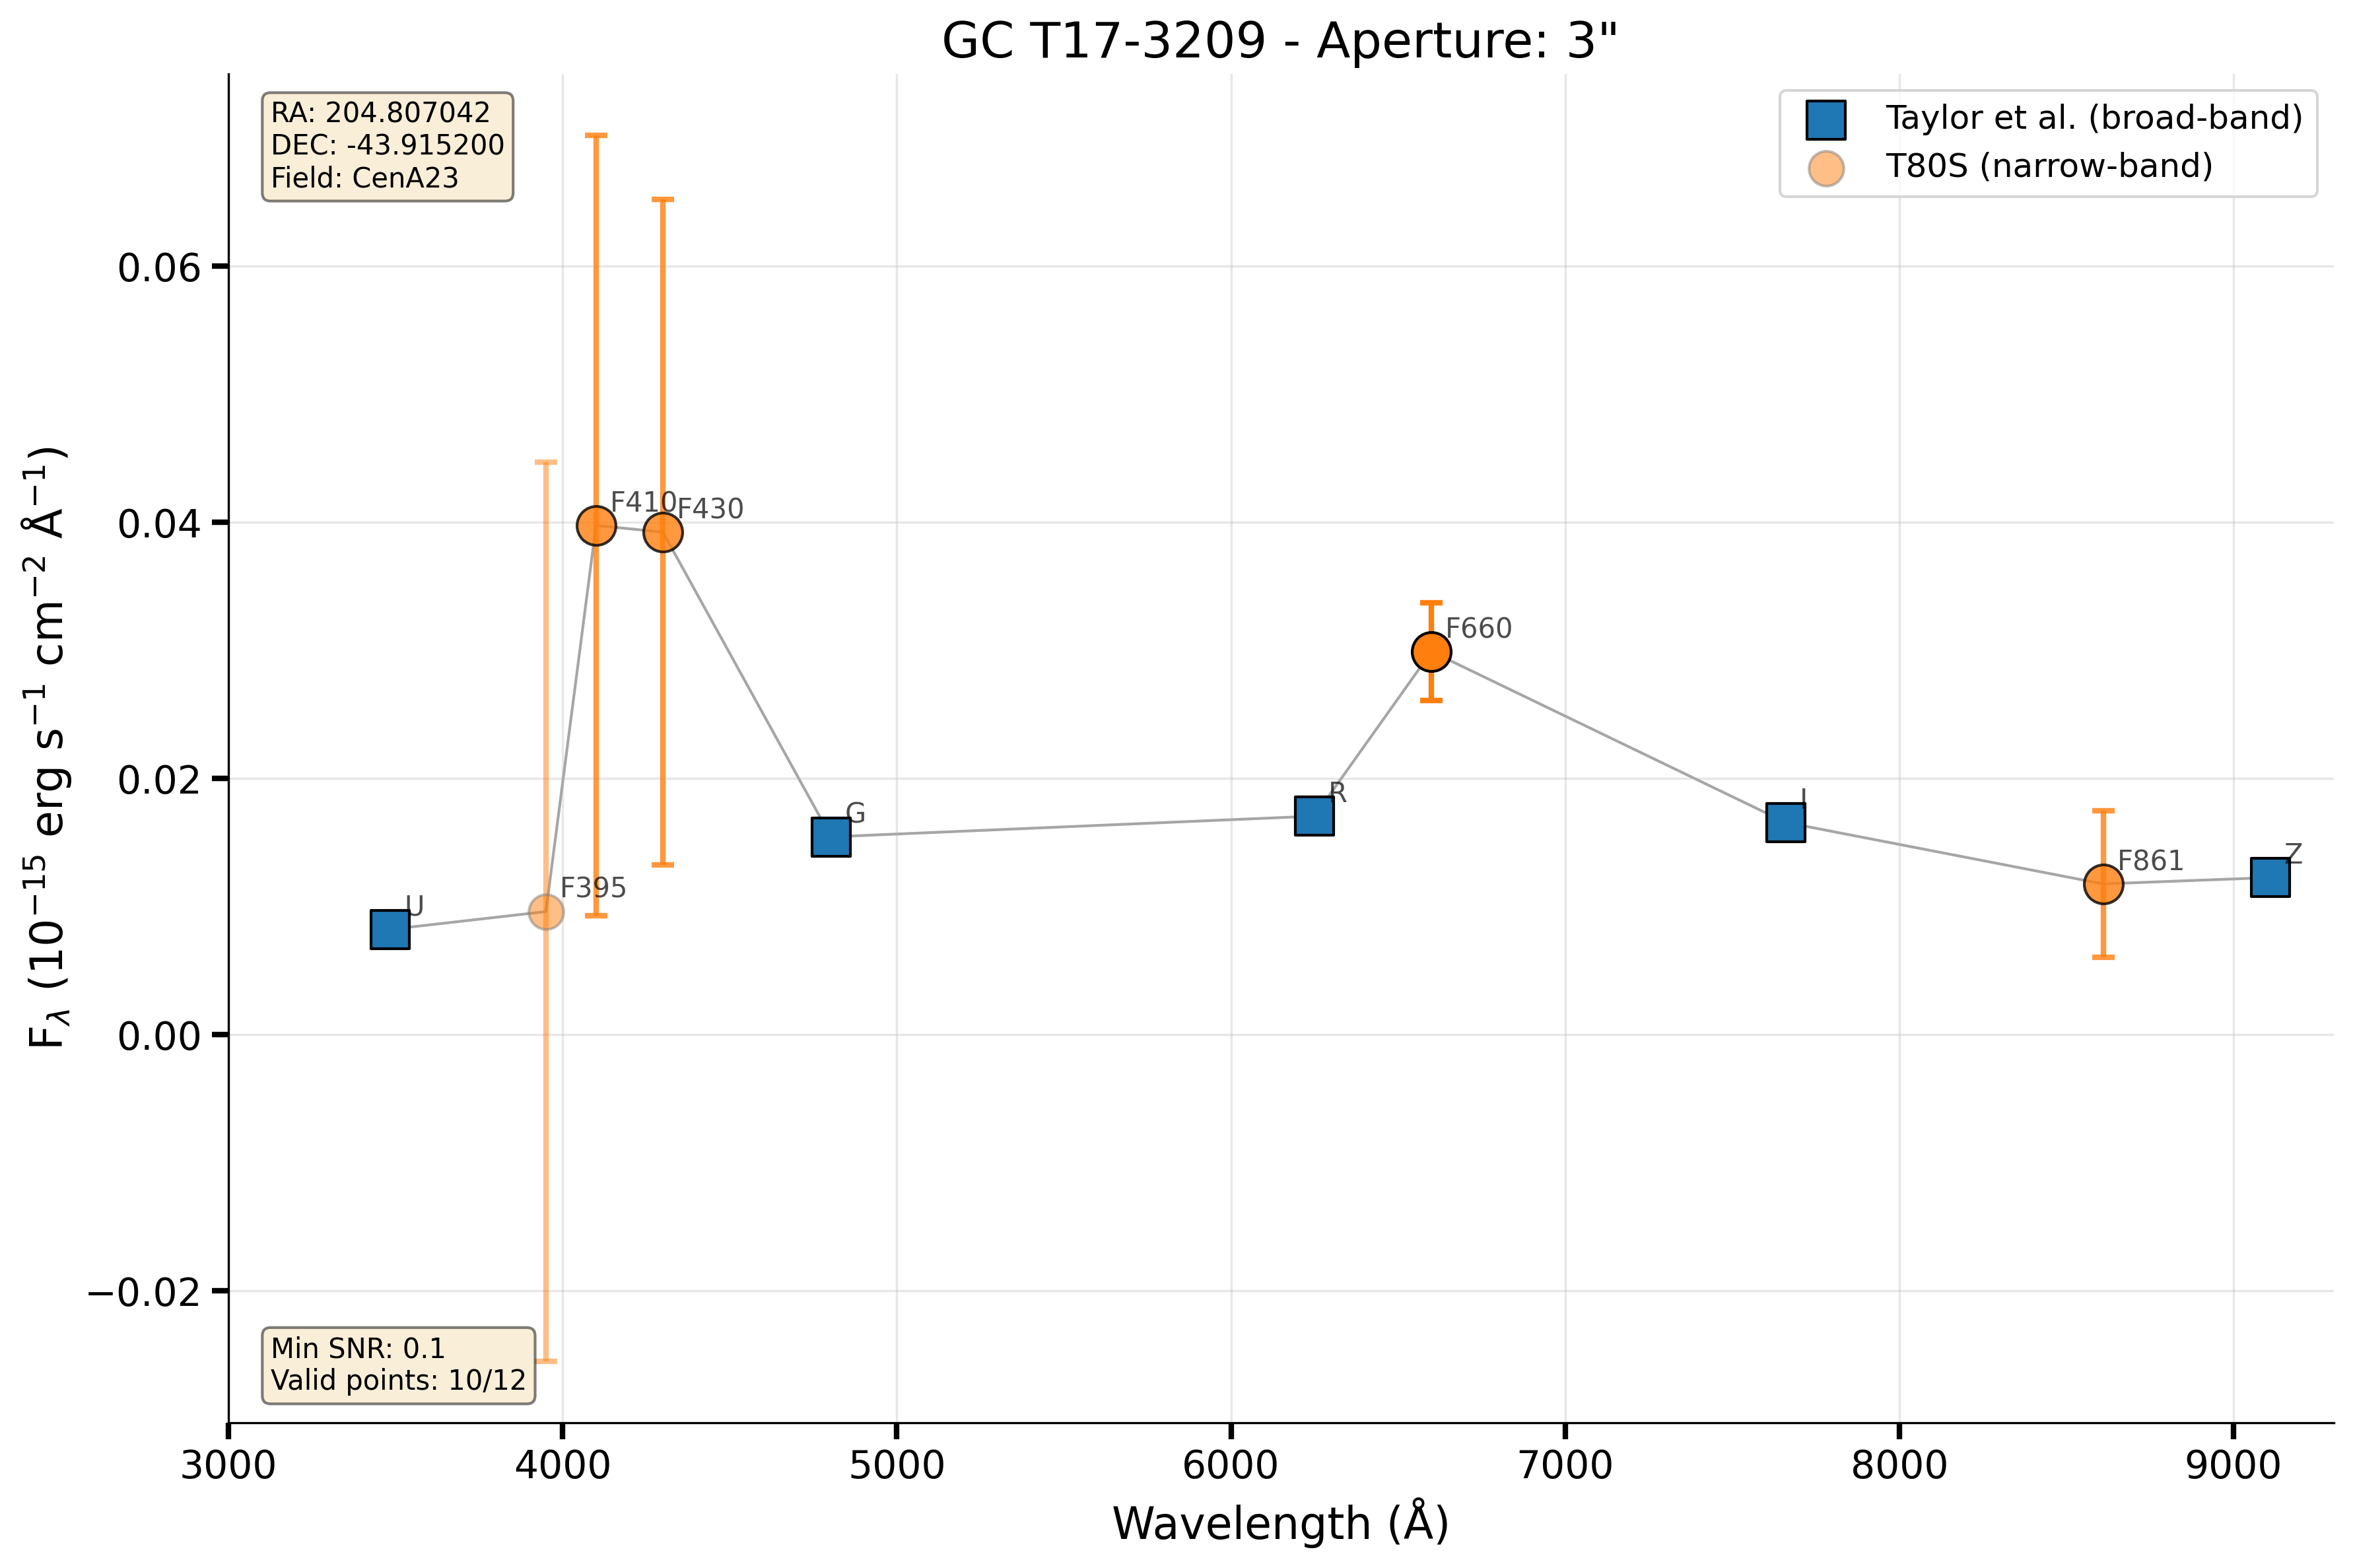 GC T17-3209 - Aperture: 3"
RA: 204.807042
DEC: -43.915200
Field: CenA23
Taylor et al. (broad-band)
T80S (narrow-band)
0.06
0.04
0.02
0.00
−0.02
F_λ (10⁻¹⁵ erg s⁻¹ cm⁻² Å⁻¹)
U
F395
F410
F430
G
R
F660
I
F861
Z
Min SNR: 0.1
Valid points: 10/12
3000 4000 5000 6000 7000 8000 9000
Wavelength (Å)